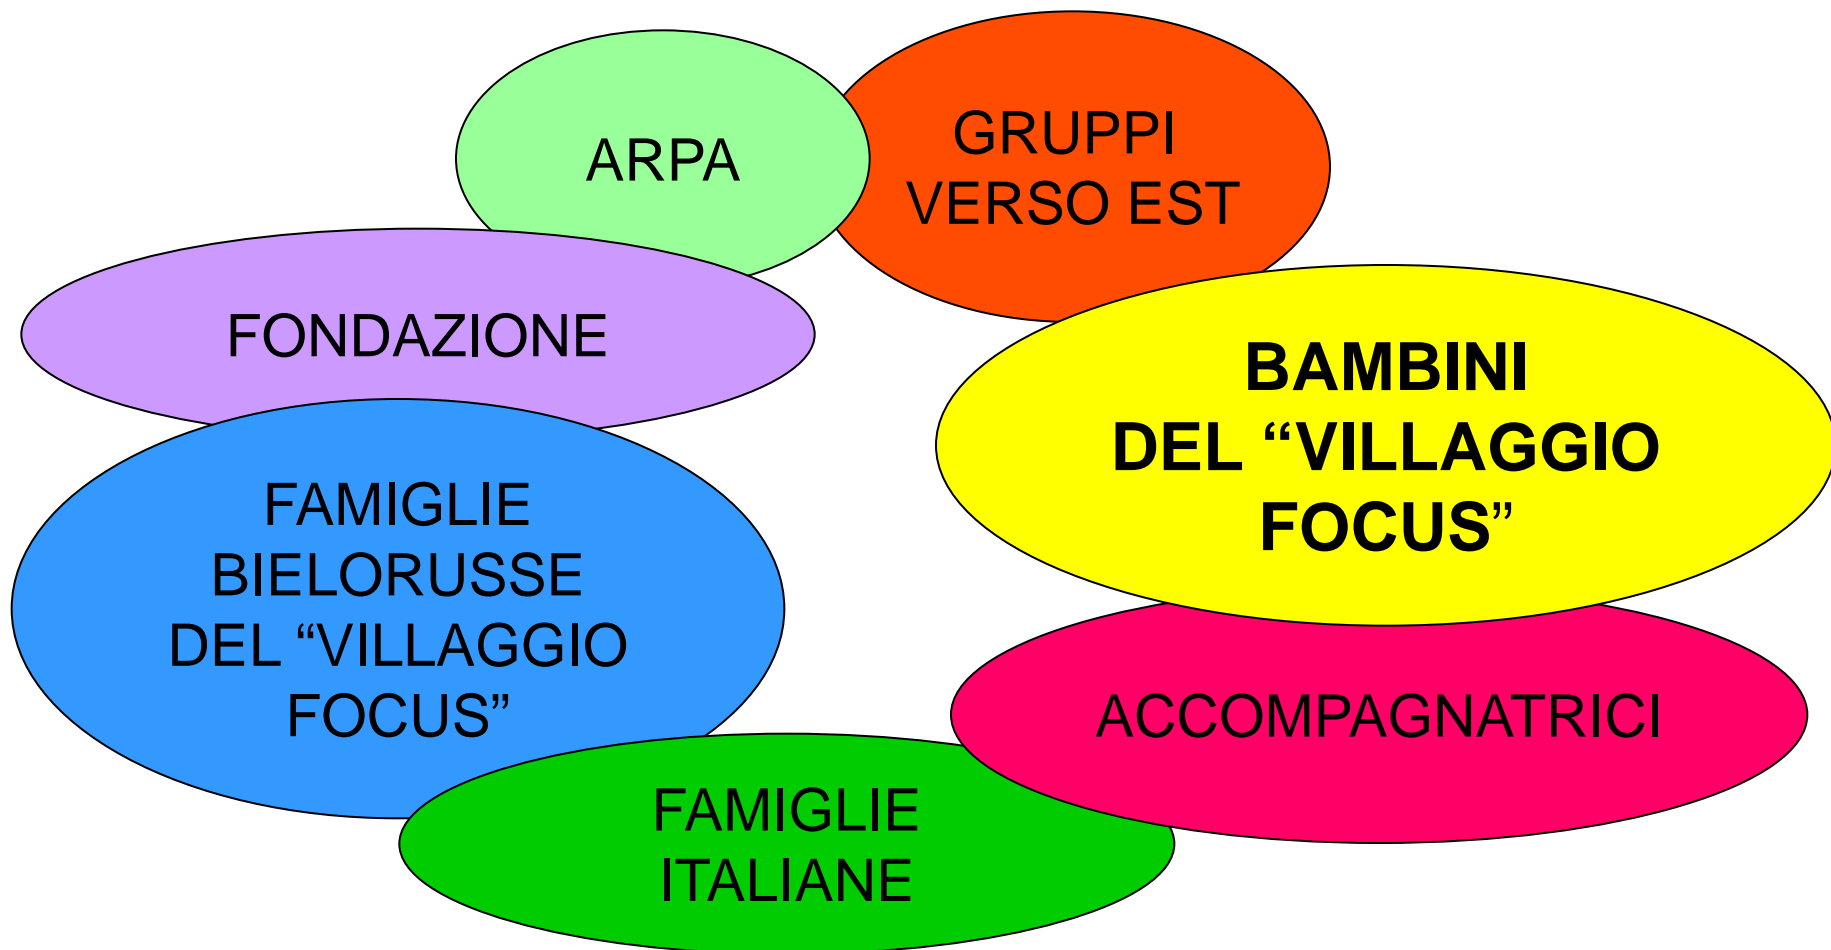 ARPA
GRUPPI
VERSO EST
FONDAZIONE
BAMBINI
DEL “VILLAGGIO
FOCUS”
FAMIGLIE
BIELORUSSE
DEL “VILLAGGIO
FOCUS”
ACCOMPAGNATRICI
FAMIGLIE
ITALIANE